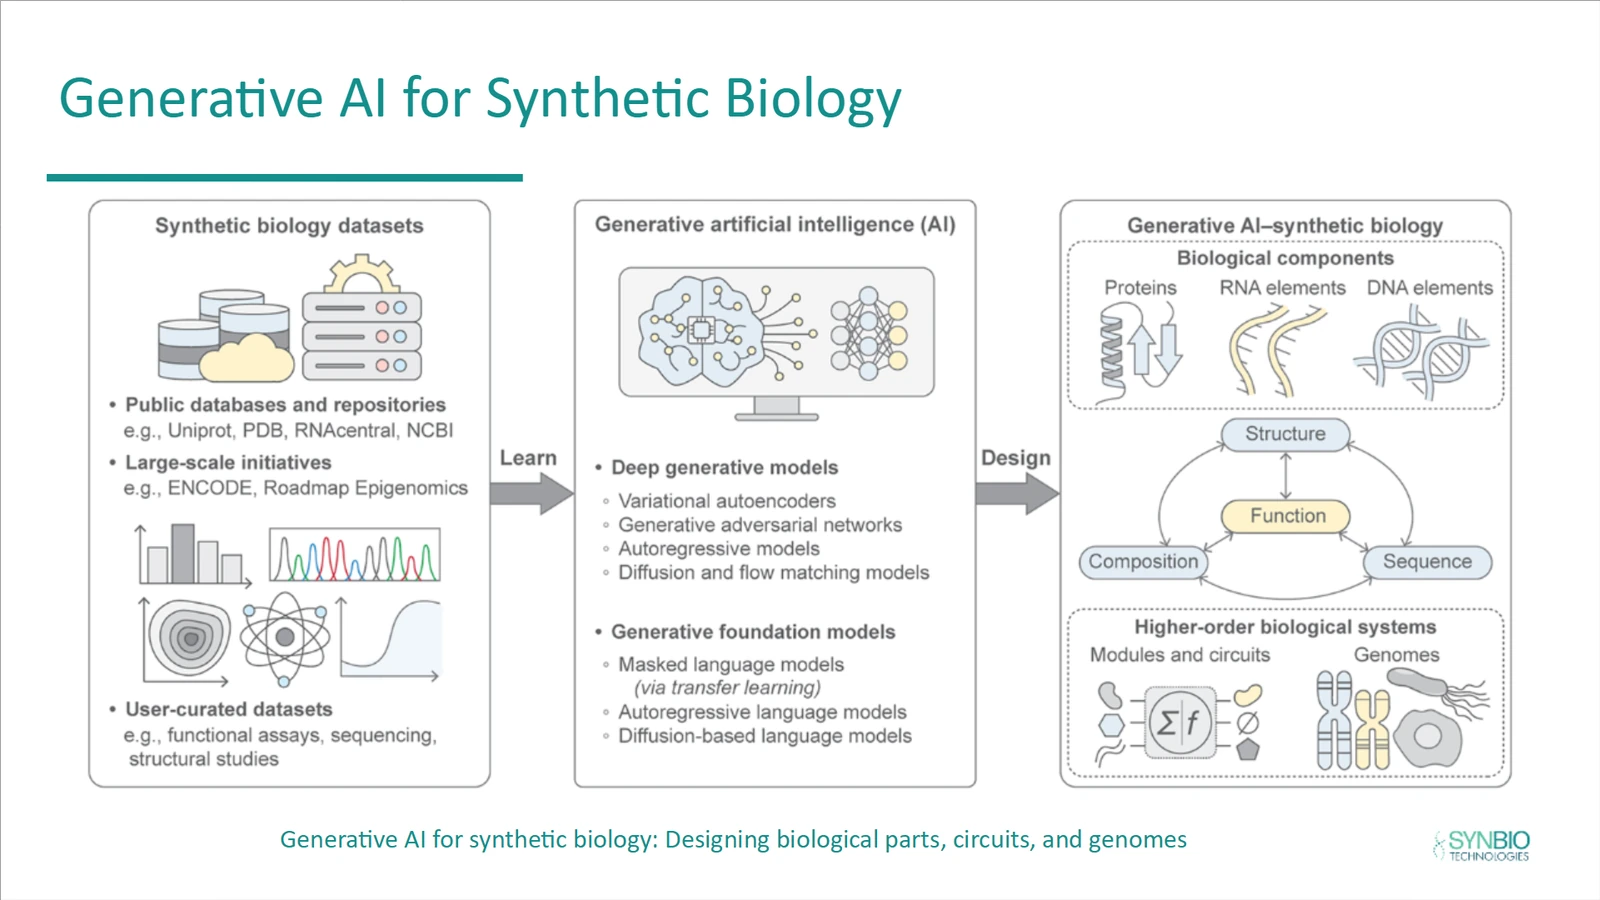 Generative AI for Synthetic Biology
Synthetic biology datasets
• Public databases and repositories
e.g., Uniprot, PDB, RNAcentral, NCBI
• Large-scale initiatives
e.g., ENCODE, Roadmap Epigenomics
• User-curated datasets
e.g., functional assays, sequencing,
structural studies
Learn
Generative artificial intelligence (AI)
• Deep generative models
◦ Variational autoencoders
◦ Generative adversarial networks
◦ Autoregressive models
◦ Diffusion and flow matching models
• Generative foundation models
◦ Masked language models
(via transfer learning)
◦ Autoregressive language models
◦ Diffusion-based language models
Design
Generative AI–synthetic biology
Biological components
Proteins RNA elements DNA elements
Structure
Function
Composition Sequence
Higher-order biological systems
Modules and circuits Genomes
Σ f
Generative AI for synthetic biology: Designing biological parts, circuits, and genomes
SYNBIO
TECHNOLOGIES